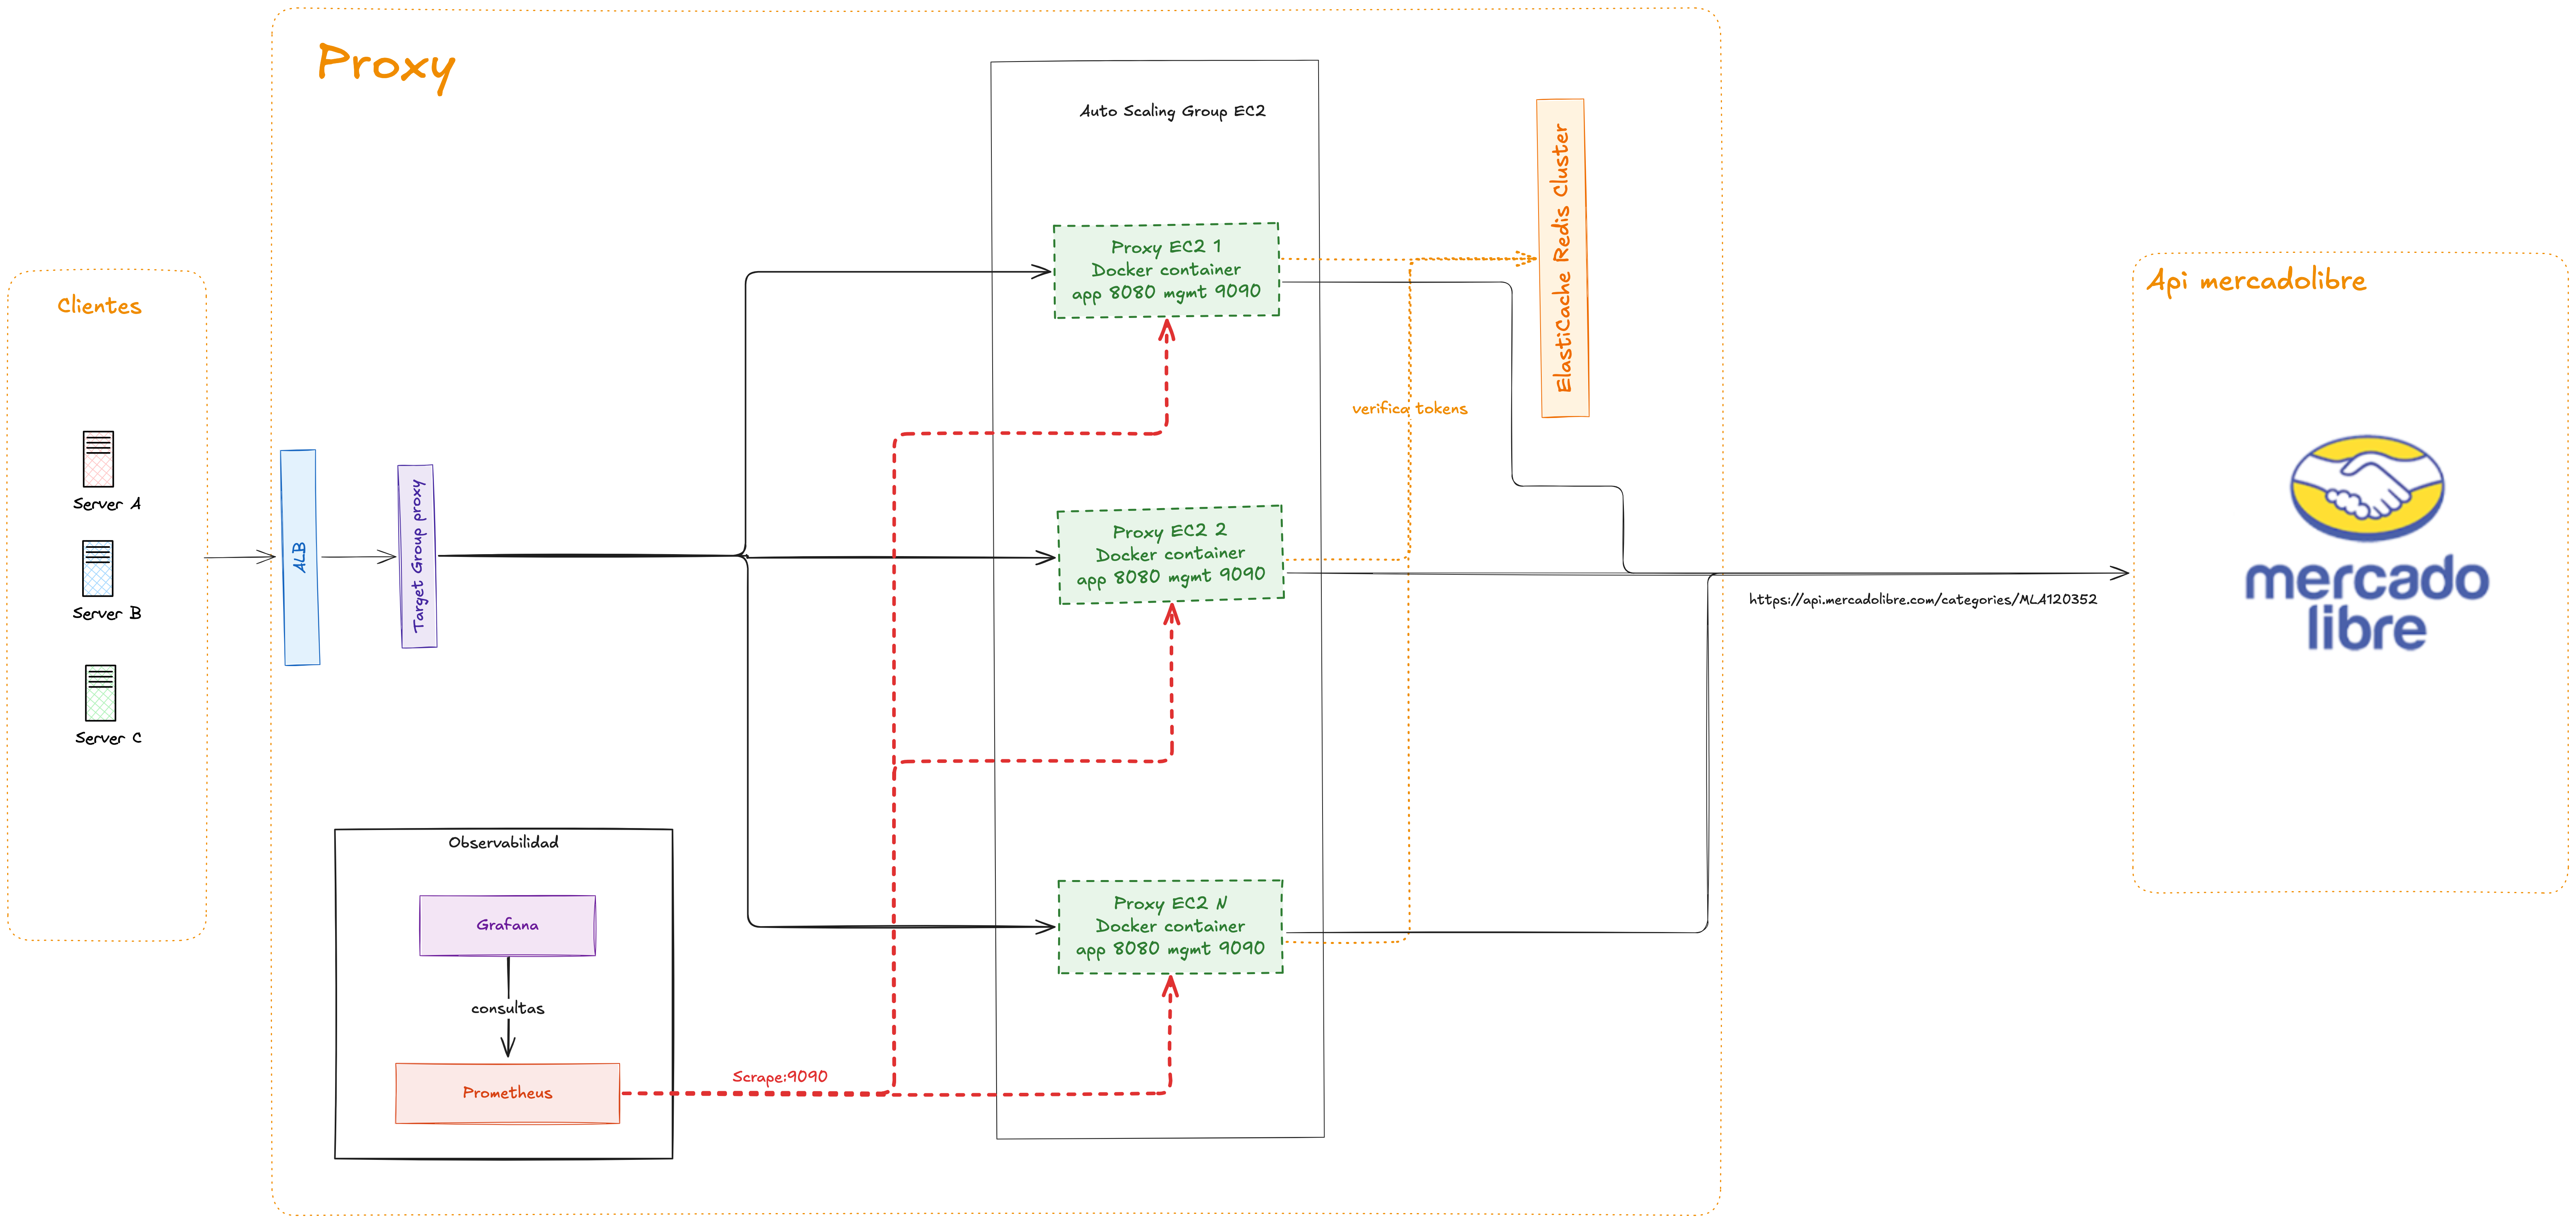 Proxy
Auto Scaling Group EC2
Clientes
Server A
Server B
Server C
ALB
Target Group proxy
Proxy EC2 1
Docker container
app 8080 mgmt 9090
Proxy EC2 2
Docker container
app 8080 mgmt 9090
Proxy EC2 N
Docker container
app 8080 mgmt 9090
ElastiCache Redis Cluster
verifica tokens
Observabilidad
Grafana
consultas
Prometheus
Scrape:9090
https://api.mercadolibre.com/categories/MLA120352
Api mercadolibre
mercado
libre